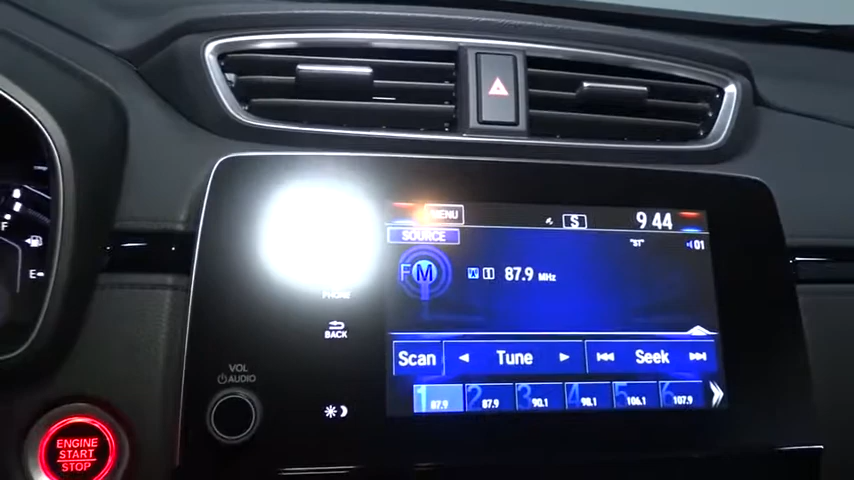 MENU
S
9:44
SOURCE
ST
01
F
FM
1
87.9 MHz
E
PHONE
BACK
Scan
Tune
Seek
VOL
AUDIO
1 87.9
2 87.9
3 90.1
4 98.1
5 106.1
6 107.9
ENGINE
START
STOP